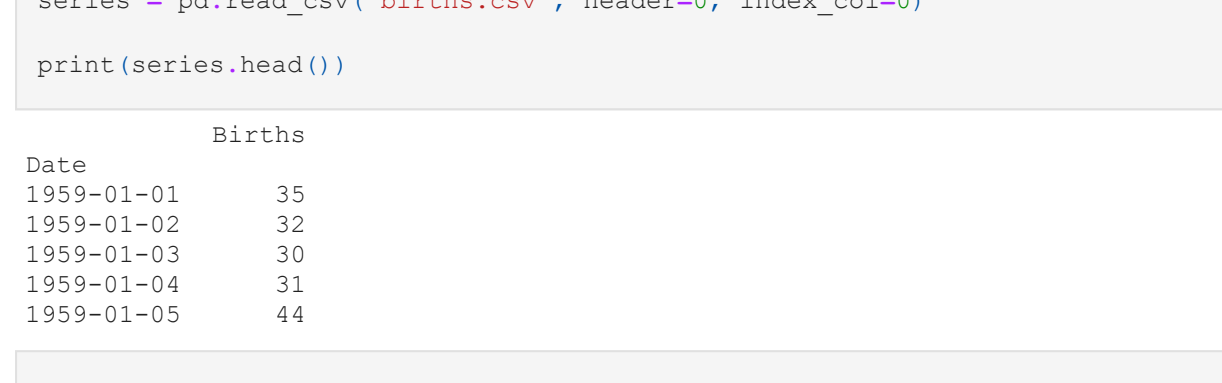 series = pd.read_csv('births.csv', header=0, index_col=0)
print(series.head())
Births
Date
1959-01-01 35
1959-01-02 32
1959-01-03 30
1959-01-04 31
1959-01-05 44